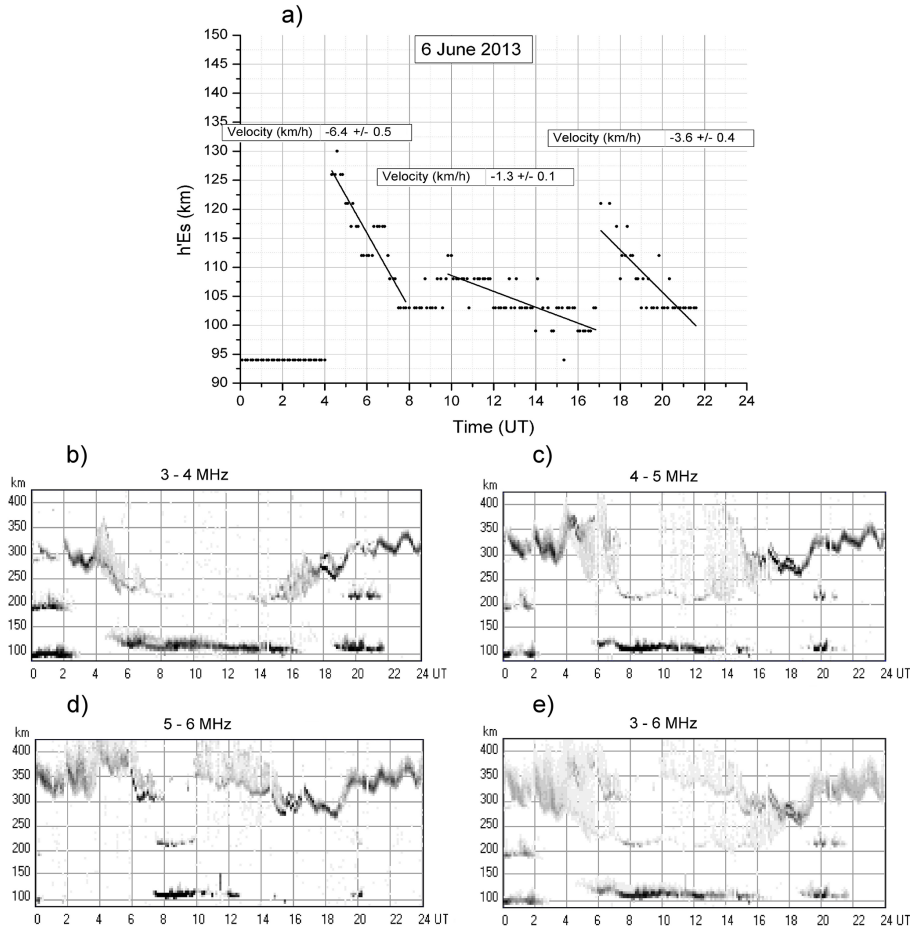 a)
6 June 2013
150
145
140
135
130
125
120
115
110
105
100
95
90
h'Es (km)
Velocity (km/h) -6.4 +/- 0.5
Velocity (km/h) -3.6 +/- 0.4
Velocity (km/h) -1.3 +/- 0.1
0 2 4 6 8 10 12 14 16 18 20 22 24
Time (UT)
b)
3 - 4 MHz
km
400
350
300
250
200
150
100
0 2 4 6 8 10 12 14 16 18 20 22 24 UT
c)
4 - 5 MHz
km
400
350
300
250
200
150
100
0 2 4 6 8 10 12 14 16 18 20 22 24 UT
d)
5 - 6 MHz
km
400
350
300
250
200
150
100
0 2 4 6 8 10 12 14 16 18 20 22 24 UT
e)
3 - 6 MHz
km
400
350
300
250
200
150
100
0 2 4 6 8 10 12 14 16 18 20 22 24 UT